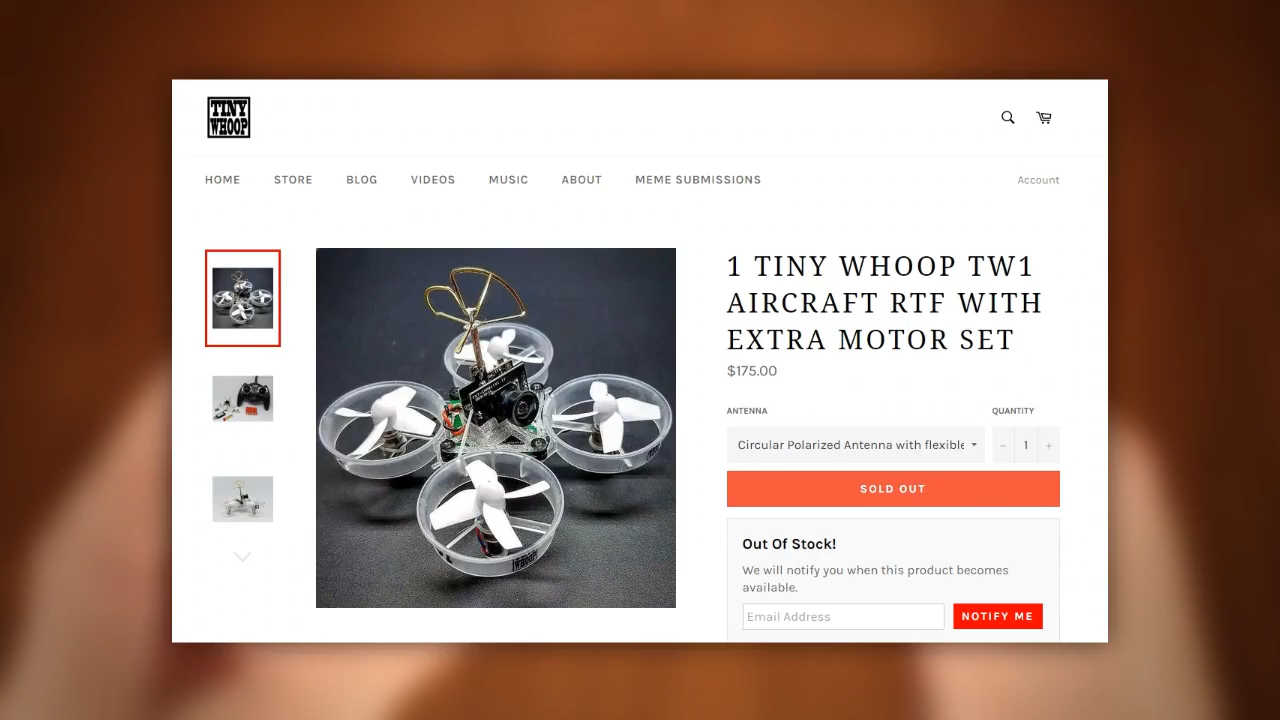 TINY
WHOOP
HOME STORE BLOG VIDEOS MUSIC ABOUT MEME SUBMISSIONS Account
1 TINY WHOOP TW1
AIRCRAFT RTF WITH
EXTRA MOTOR SET
$175.00
ANTENNA QUANTITY
Circular Polarized Antenna with flexible 1
SOLD OUT
Out Of Stock!
We will notify you when this product becomes
available.
Email Address NOTIFY ME
WHOOP